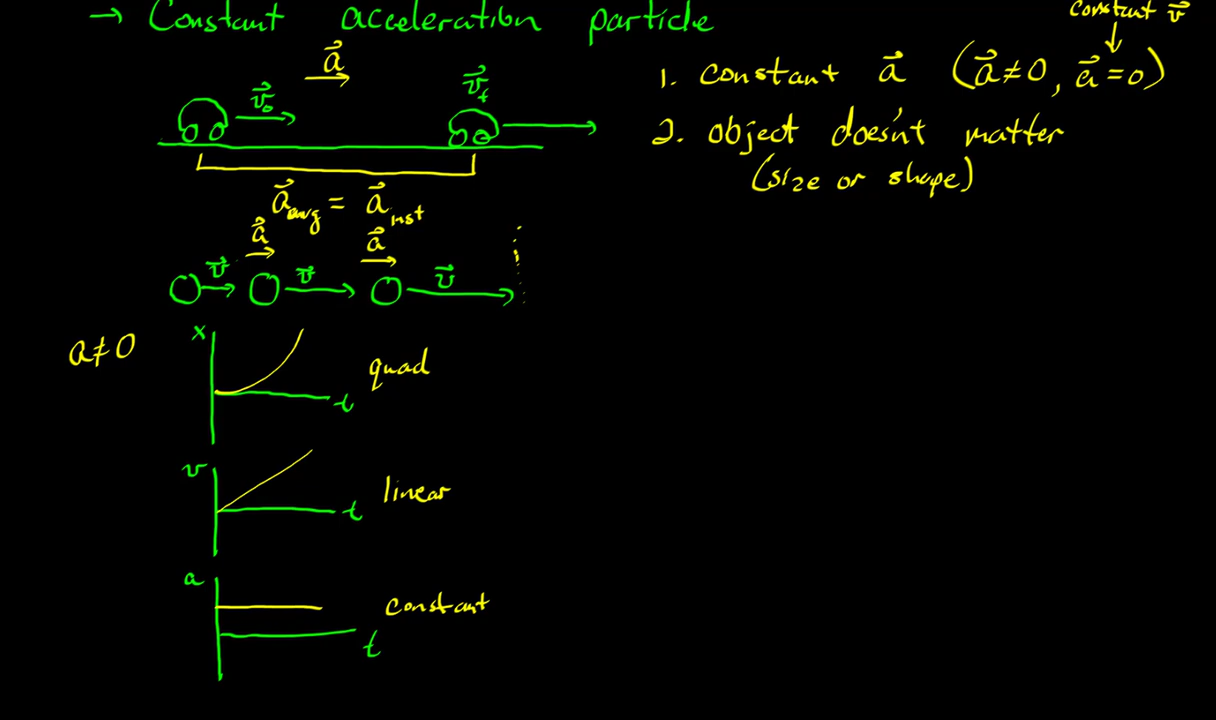 → Constant acceleration particle
constant v⃗
1. constant a⃗ (a⃗≠0, a⃗=0)
2. object doesn't matter
(size or shape)
a⃗
v⃗₀
v⃗f
a⃗avg = a⃗inst
a⃗ a⃗
v⃗ v⃗ v⃗
a≠0
x
t
quad
v
t
linear
a
t
constant